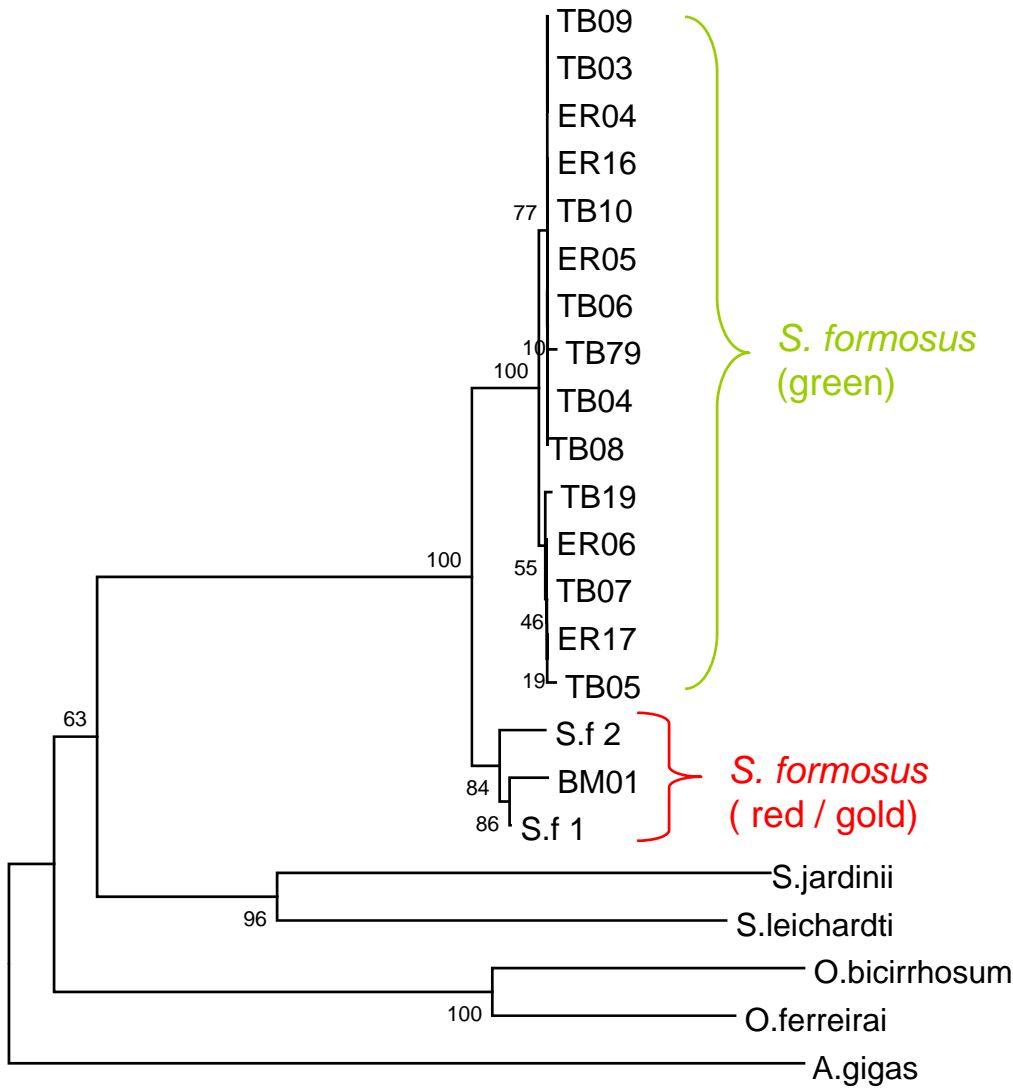 TB09
TB03
ER04
ER16
TB10
77
ER05
TB06
10
TB79
S. formosus
(green)
100
TB04
TB08
TB19
ER06
100
55
TB07
46
ER17
19
TB05
63
S.f 2
S. formosus
BM01
84
( red / gold)
86
S.f 1
S.jardinii
96
S.leichardti
O.bicirrhosum
100
O.ferreirai
A.gigas